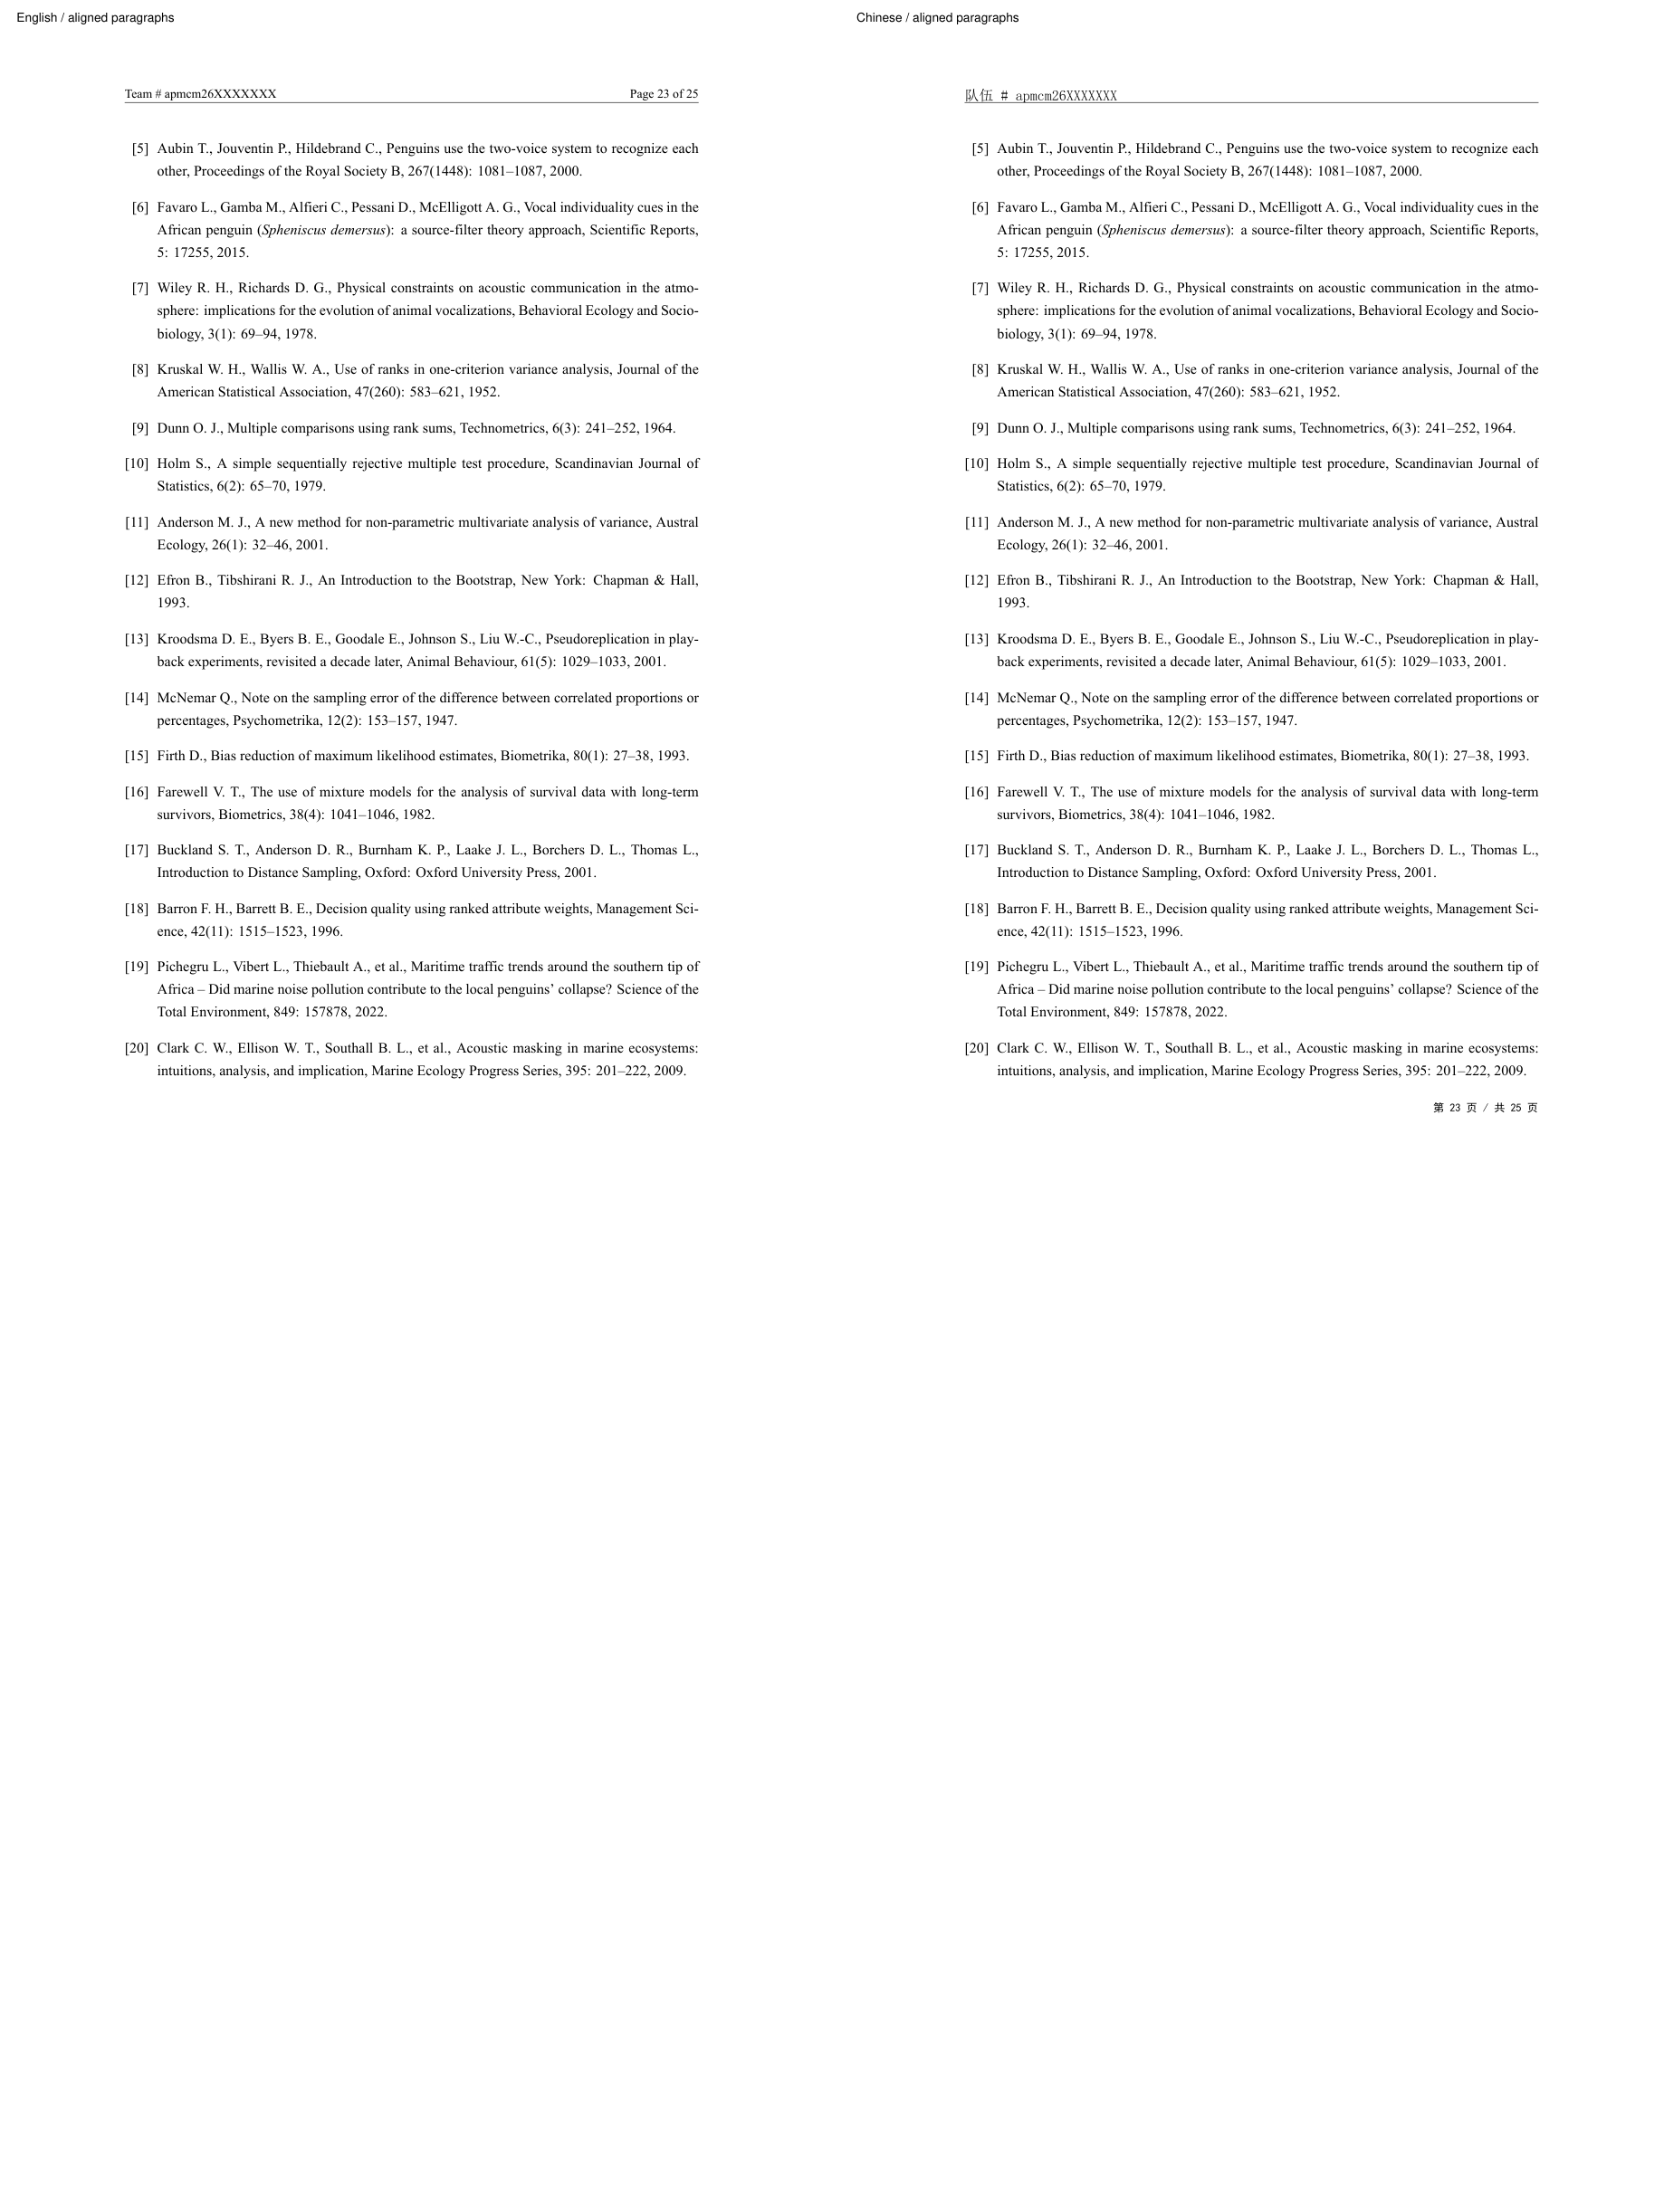 English / aligned paragraphs
Team # apmcm26XXXXXXX Page 23 of 25
[5] Aubin T., Jouventin P., Hildebrand C., Penguins use the two-voice system to recognize each
other, Proceedings of the Royal Society B, 267(1448): 1081–1087, 2000.
[6] Favaro L., Gamba M., Alfieri C., Pessani D., McElligott A. G., Vocal individuality cues in the
African penguin (Spheniscus demersus): a source-filter theory approach, Scientific Reports,
5: 17255, 2015.
[7] Wiley R. H., Richards D. G., Physical constraints on acoustic communication in the atmo-
sphere: implications for the evolution of animal vocalizations, Behavioral Ecology and Socio-
biology, 3(1): 69–94, 1978.
[8] Kruskal W. H., Wallis W. A., Use of ranks in one-criterion variance analysis, Journal of the
American Statistical Association, 47(260): 583–621, 1952.
[9] Dunn O. J., Multiple comparisons using rank sums, Technometrics, 6(3): 241–252, 1964.
[10] Holm S., A simple sequentially rejective multiple test procedure, Scandinavian Journal of
Statistics, 6(2): 65–70, 1979.
[11] Anderson M. J., A new method for non-parametric multivariate analysis of variance, Austral
Ecology, 26(1): 32–46, 2001.
[12] Efron B., Tibshirani R. J., An Introduction to the Bootstrap, New York: Chapman & Hall,
1993.
[13] Kroodsma D. E., Byers B. E., Goodale E., Johnson S., Liu W.-C., Pseudoreplication in play-
back experiments, revisited a decade later, Animal Behaviour, 61(5): 1029–1033, 2001.
[14] McNemar Q., Note on the sampling error of the difference between correlated proportions or
percentages, Psychometrika, 12(2): 153–157, 1947.
[15] Firth D., Bias reduction of maximum likelihood estimates, Biometrika, 80(1): 27–38, 1993.
[16] Farewell V. T., The use of mixture models for the analysis of survival data with long-term
survivors, Biometrics, 38(4): 1041–1046, 1982.
[17] Buckland S. T., Anderson D. R., Burnham K. P., Laake J. L., Borchers D. L., Thomas L.,
Introduction to Distance Sampling, Oxford: Oxford University Press, 2001.
[18] Barron F. H., Barrett B. E., Decision quality using ranked attribute weights, Management Sci-
ence, 42(11): 1515–1523, 1996.
[19] Pichegru L., Vibert L., Thiebault A., et al., Maritime traffic trends around the southern tip of
Africa – Did marine noise pollution contribute to the local penguins’ collapse? Science of the
Total Environment, 849: 157878, 2022.
[20] Clark C. W., Ellison W. T., Southall B. L., et al., Acoustic masking in marine ecosystems:
intuitions, analysis, and implication, Marine Ecology Progress Series, 395: 201–222, 2009.
Chinese / aligned paragraphs
队伍 # apmcm26XXXXXXX
[5] Aubin T., Jouventin P., Hildebrand C., Penguins use the two-voice system to recognize each
other, Proceedings of the Royal Society B, 267(1448): 1081–1087, 2000.
[6] Favaro L., Gamba M., Alfieri C., Pessani D., McElligott A. G., Vocal individuality cues in the
African penguin (Spheniscus demersus): a source-filter theory approach, Scientific Reports,
5: 17255, 2015.
[7] Wiley R. H., Richards D. G., Physical constraints on acoustic communication in the atmo-
sphere: implications for the evolution of animal vocalizations, Behavioral Ecology and Socio-
biology, 3(1): 69–94, 1978.
[8] Kruskal W. H., Wallis W. A., Use of ranks in one-criterion variance analysis, Journal of the
American Statistical Association, 47(260): 583–621, 1952.
[9] Dunn O. J., Multiple comparisons using rank sums, Technometrics, 6(3): 241–252, 1964.
[10] Holm S., A simple sequentially rejective multiple test procedure, Scandinavian Journal of
Statistics, 6(2): 65–70, 1979.
[11] Anderson M. J., A new method for non-parametric multivariate analysis of variance, Austral
Ecology, 26(1): 32–46, 2001.
[12] Efron B., Tibshirani R. J., An Introduction to the Bootstrap, New York: Chapman & Hall,
1993.
[13] Kroodsma D. E., Byers B. E., Goodale E., Johnson S., Liu W.-C., Pseudoreplication in play-
back experiments, revisited a decade later, Animal Behaviour, 61(5): 1029–1033, 2001.
[14] McNemar Q., Note on the sampling error of the difference between correlated proportions or
percentages, Psychometrika, 12(2): 153–157, 1947.
[15] Firth D., Bias reduction of maximum likelihood estimates, Biometrika, 80(1): 27–38, 1993.
[16] Farewell V. T., The use of mixture models for the analysis of survival data with long-term
survivors, Biometrics, 38(4): 1041–1046, 1982.
[17] Buckland S. T., Anderson D. R., Burnham K. P., Laake J. L., Borchers D. L., Thomas L.,
Introduction to Distance Sampling, Oxford: Oxford University Press, 2001.
[18] Barron F. H., Barrett B. E., Decision quality using ranked attribute weights, Management Sci-
ence, 42(11): 1515–1523, 1996.
[19] Pichegru L., Vibert L., Thiebault A., et al., Maritime traffic trends around the southern tip of
Africa – Did marine noise pollution contribute to the local penguins’ collapse? Science of the
Total Environment, 849: 157878, 2022.
[20] Clark C. W., Ellison W. T., Southall B. L., et al., Acoustic masking in marine ecosystems:
intuitions, analysis, and implication, Marine Ecology Progress Series, 395: 201–222, 2009.
第 23 页 / 共 25 页